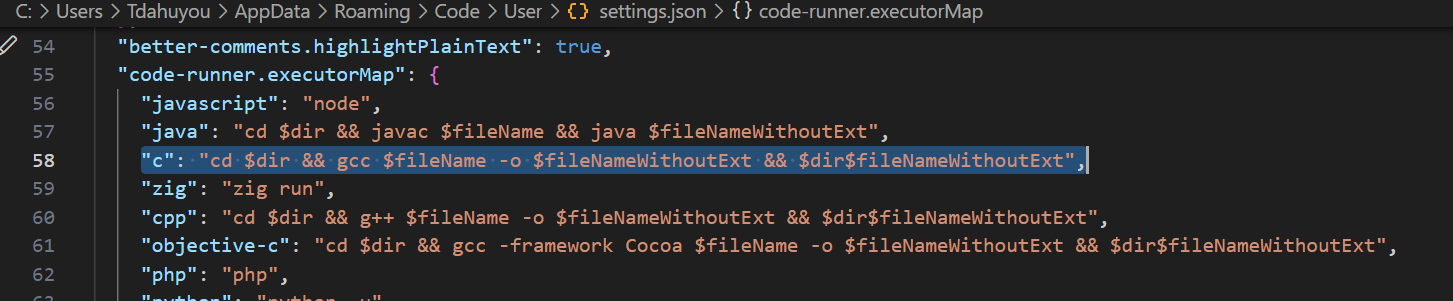 C: > Users > Tdahuyou > AppData > Roaming > Code > User > {} settings.json > {} code-runner.executorMap
54 "better-comments.highlightPlainText": true,
55 "code-runner.executorMap": {
56 "javascript": "node",
57 "java": "cd $dir && javac $fileName && java $fileNameWithoutExt",
58 "c": "cd $dir && gcc $fileName -o $fileNameWithoutExt && $dir$fileNameWithoutExt",
59 "zig": "zig run",
60 "cpp": "cd $dir && g++ $fileName -o $fileNameWithoutExt && $dir$fileNameWithoutExt",
61 "objective-c": "cd $dir && gcc -framework Cocoa $fileName -o $fileNameWithoutExt && $dir$fileNameWithoutExt",
62 "php": "php",